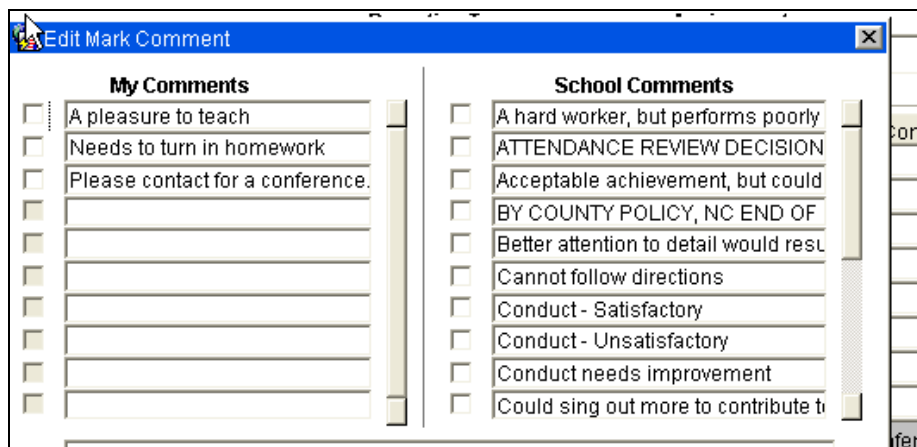 Edit Mark Comment
My Comments
A pleasure to teach
Needs to turn in homework
Please contact for a conference.
School Comments
A hard worker, but performs poorly
ATTENDANCE REVIEW DECISION
Acceptable achievement, but could
BY COUNTY POLICY, NC END OF
Better attention to detail would resu
Cannot follow directions
Conduct - Satisfactory
Conduct - Unsatisfactory
Conduct needs improvement
Could sing out more to contribute to